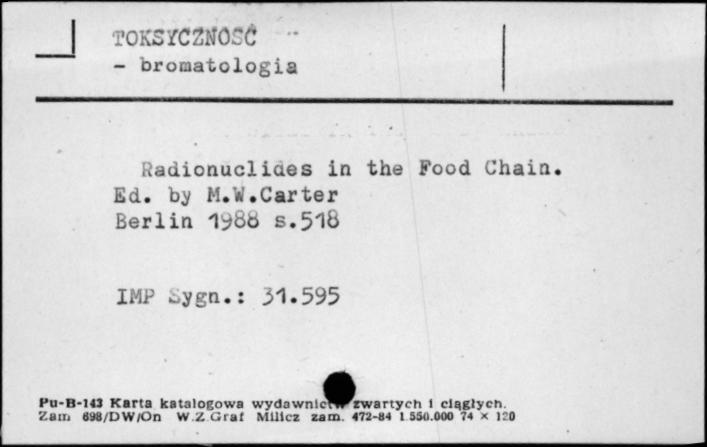 TOKSYCZNOŚĆ
- bromatologia
Radionuclides in the Food Chain.
Ed. by M.W.Carter
Berlin 1988 s.518
IMP Sygn.: 31.595
Pu-B-143 Karta katalogowa wydawnictw zwartych i ciągłych.
Zam 698/DW/On W.Z.Graf Milicz zam. 472-84 1.550.000 74 × 120